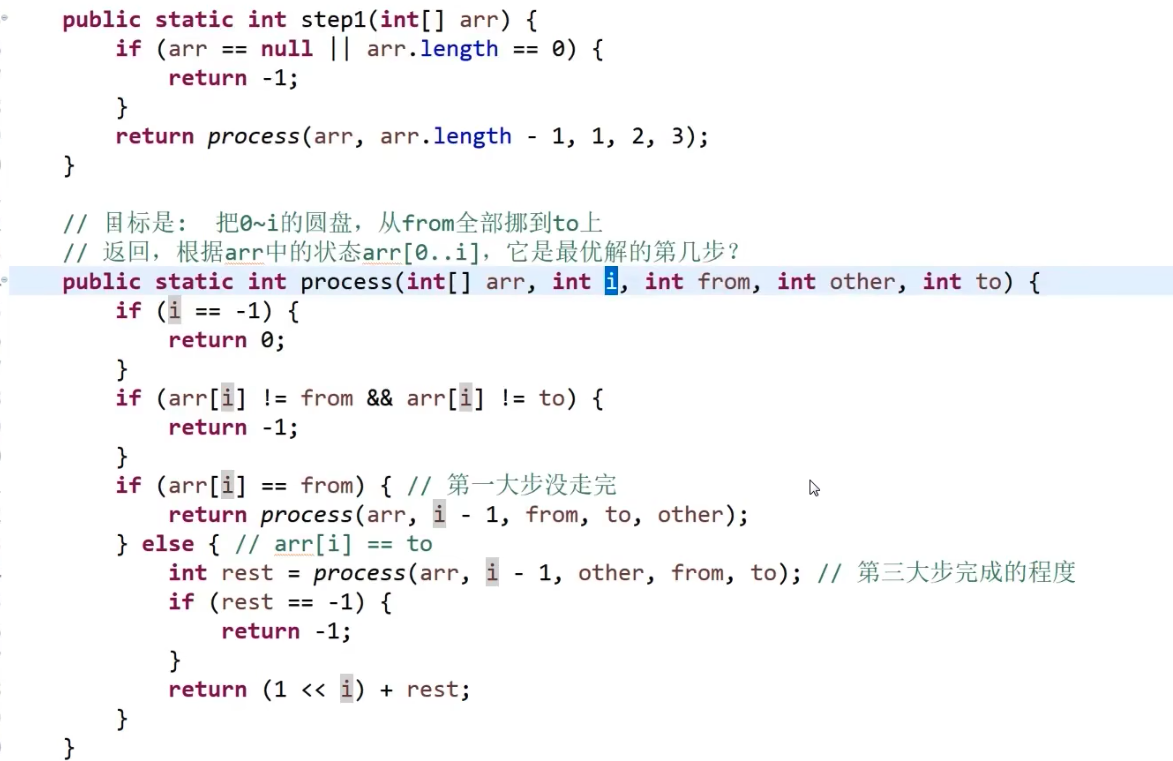 public static int step1(int[] arr) {
if (arr == null || arr.length == 0) {
return -1;
}
return process(arr, arr.length - 1, 1, 2, 3);
}
// 目标是： 把0~i的圆盘，从from全部挪到to上
// 返回，根据arr中的状态arr[0..i]，它是最优解的第几步？
public static int process(int[] arr, int i, int from, int other, int to) {
if (i == -1) {
return 0;
}
if (arr[i] != from && arr[i] != to) {
return -1;
}
if (arr[i] == from) { // 第一大步没走完
return process(arr, i - 1, from, to, other);
} else { // arr[i] == to
int rest = process(arr, i - 1, other, from, to); // 第三大步完成的程度
if (rest == -1) {
return -1;
}
return (1 << i) + rest;
}
}